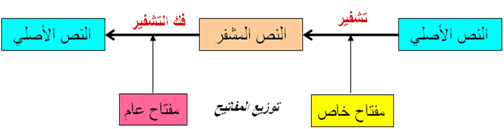 تشفير
فك التشفير
النص الأصلي
النص المشفر
النص الأصلي
مفتاح خاص
توزيع المفاتيح
مفتاح عام